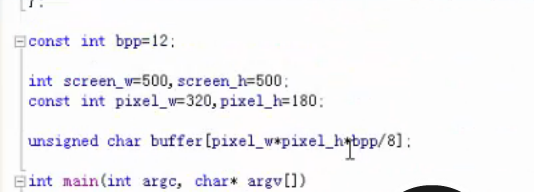 };
const int bpp=12;
int screen_w=500,screen_h=500;
const int pixel_w=320,pixel_h=180;
unsigned char buffer[pixel_w*pixel_h*bpp/8];
int main(int argc, char* argv[])